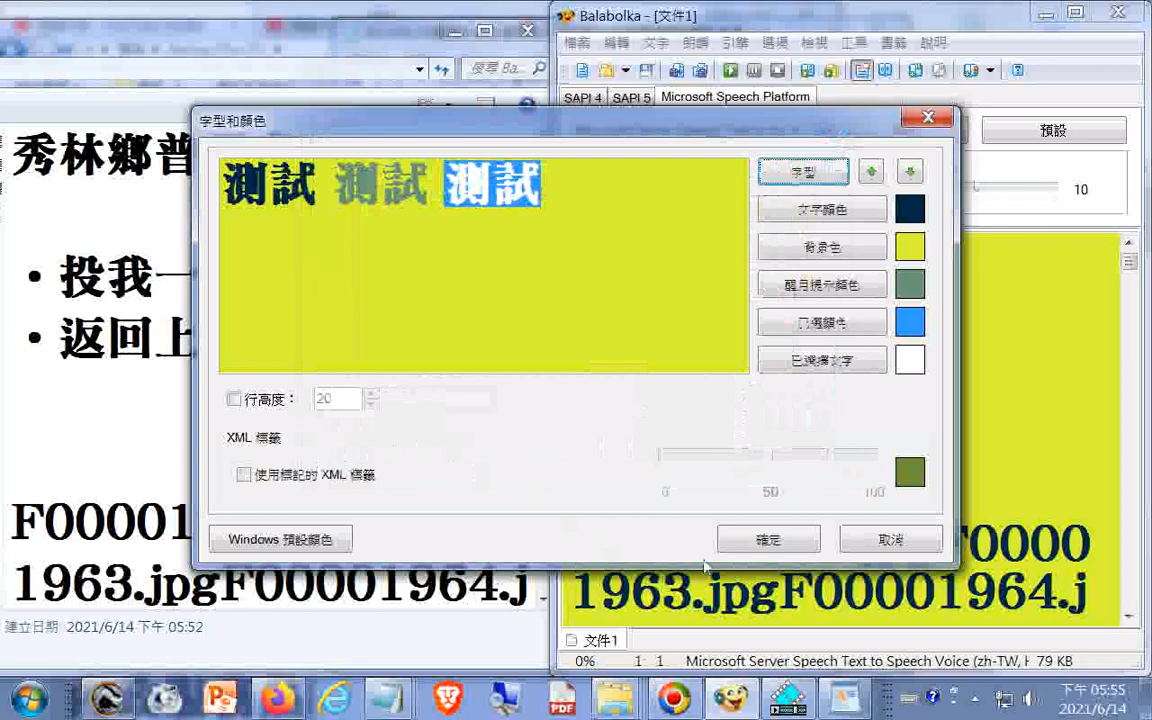 Balabolka - [文件1]
檔案 編輯 文字 朗讀 引擎 選項 檢視 工具 書籤 說明
搜尋 Ba...
SAPI 4 SAPI 5 Microsoft Speech Platform
預設
10
字型和顏色
測試 測試 測試
字型
文字顏色
背景色
已選顏色
已選擇文字
行高度： 20
XML 標籤
使用標記的 XML 標籤
0 50 100
Windows 預設顏色 確定 取消
秀林鄉普
• 投我一
• 返回上
F00001
1963.jpgF00001964.j
建立日期 2021/6/14 下午 05:52
F0000
1963.jpgF00001964.j
文件1
0% 1: 1 Microsoft Server Speech Text to Speech Voice (zh-TW, 79 KB
下午 05:55
2021/6/14